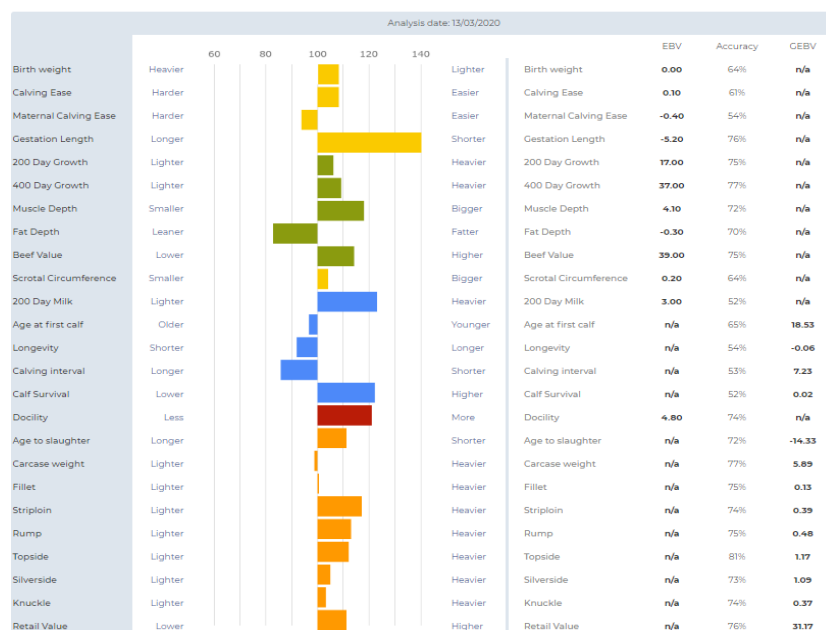 Analysis date: 13/03/2020
EBV Accuracy GEBV
60 80 100 120 140
Birth weight Heavier Lighter Birth weight 0.00 64% n/a
Calving Ease Harder Easier Calving Ease 0.10 61% n/a
Maternal Calving Ease Harder Easier Maternal Calving Ease -0.40 54% n/a
Gestation Length Longer Shorter Gestation Length -5.20 76% n/a
200 Day Growth Lighter Heavier 200 Day Growth 17.00 75% n/a
400 Day Growth Lighter Heavier 400 Day Growth 37.00 77% n/a
Muscle Depth Smaller Bigger Muscle Depth 4.10 72% n/a
Fat Depth Leaner Fatter Fat Depth -0.30 70% n/a
Beef Value Lower Higher Beef Value 39.00 75% n/a
Scrotal Circumference Smaller Bigger Scrotal Circumference 0.20 64% n/a
200 Day Milk Lighter Heavier 200 Day Milk 3.00 52% n/a
Age at first calf Older Younger Age at first calf n/a 65% 18.53
Longevity Shorter Longer Longevity n/a 54% -0.06
Calving interval Longer Shorter Calving interval n/a 53% 7.23
Calf Survival Lower Higher Calf Survival n/a 52% 0.02
Docility Less More Docility 4.80 74% n/a
Age to slaughter Longer Shorter Age to slaughter n/a 72% -14.33
Carcase weight Lighter Heavier Carcase weight n/a 77% 5.89
Fillet Lighter Heavier Fillet n/a 75% 0.13
Striploin Lighter Heavier Striploin n/a 74% 0.39
Rump Lighter Heavier Rump n/a 75% 0.48
Topside Lighter Heavier Topside n/a 81% 1.17
Silverside Lighter Heavier Silverside n/a 73% 1.09
Knuckle Lighter Heavier Knuckle n/a 74% 0.37
Retail Value Lower Higher Retail Value n/a 76% 31.17